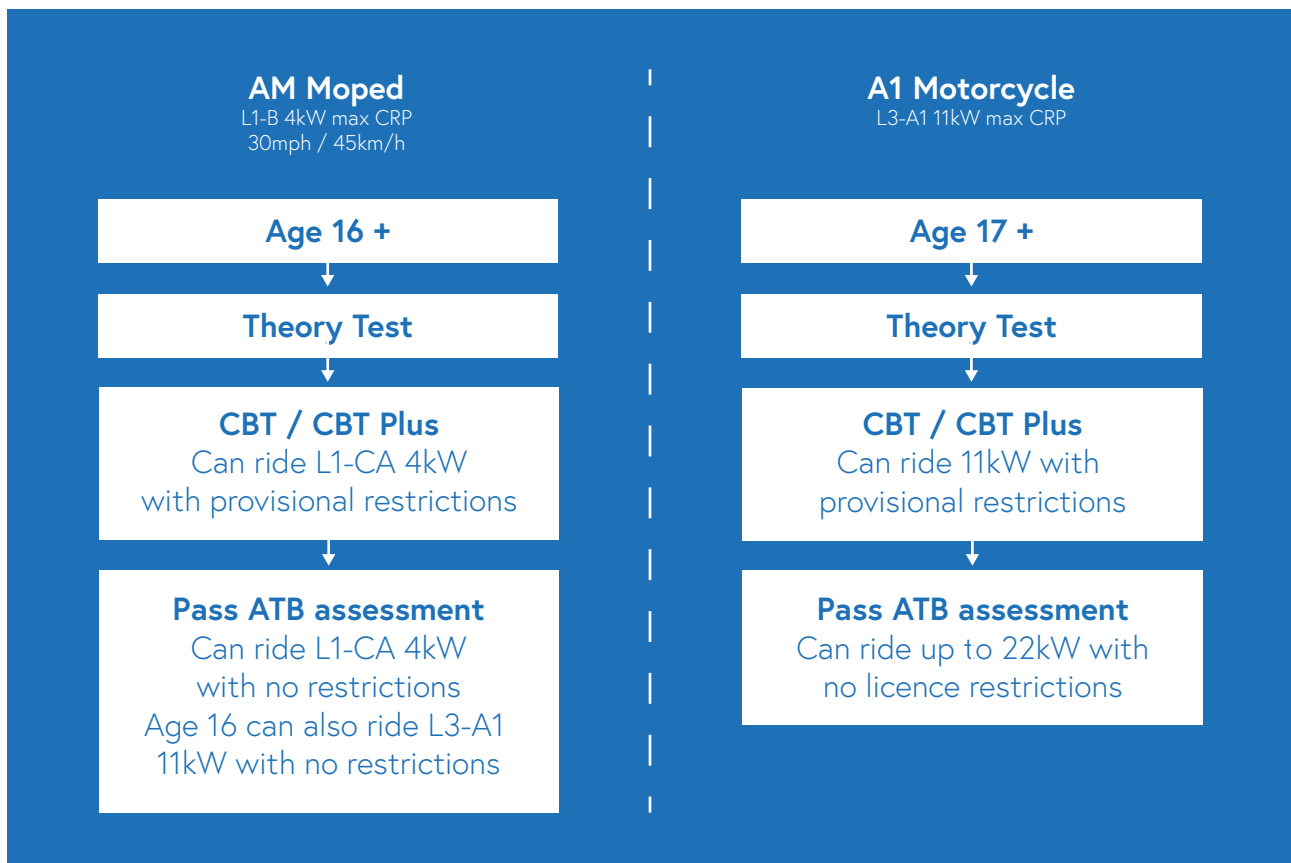 AM Moped
L1-B 4kW max CRP
30mph / 45km/h
Age 16 +
Theory Test
CBT / CBT Plus
Can ride L1-CA 4kW
with provisional restrictions
Pass ATB assessment
Can ride L1-CA 4kW
with no restrictions
Age 16 can also ride L3-A1
11kW with no restrictions
A1 Motorcycle
L3-A1 11kW max CRP
Age 17 +
Theory Test
CBT / CBT Plus
Can ride 11kW with
provisional restrictions
Pass ATB assessment
Can ride up to 22kW with
no licence restrictions